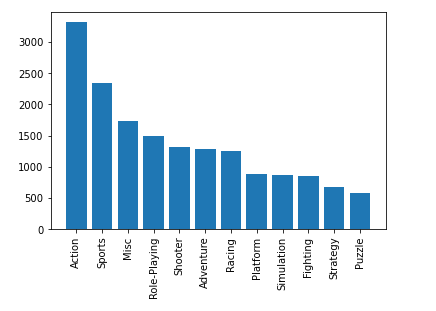 3000
2500
2000
1500
1000
500
0
Action
Sports
Misc
Role-Playing
Shooter
Adventure
Racing
Platform
Simulation
Fighting
Strategy
Puzzle